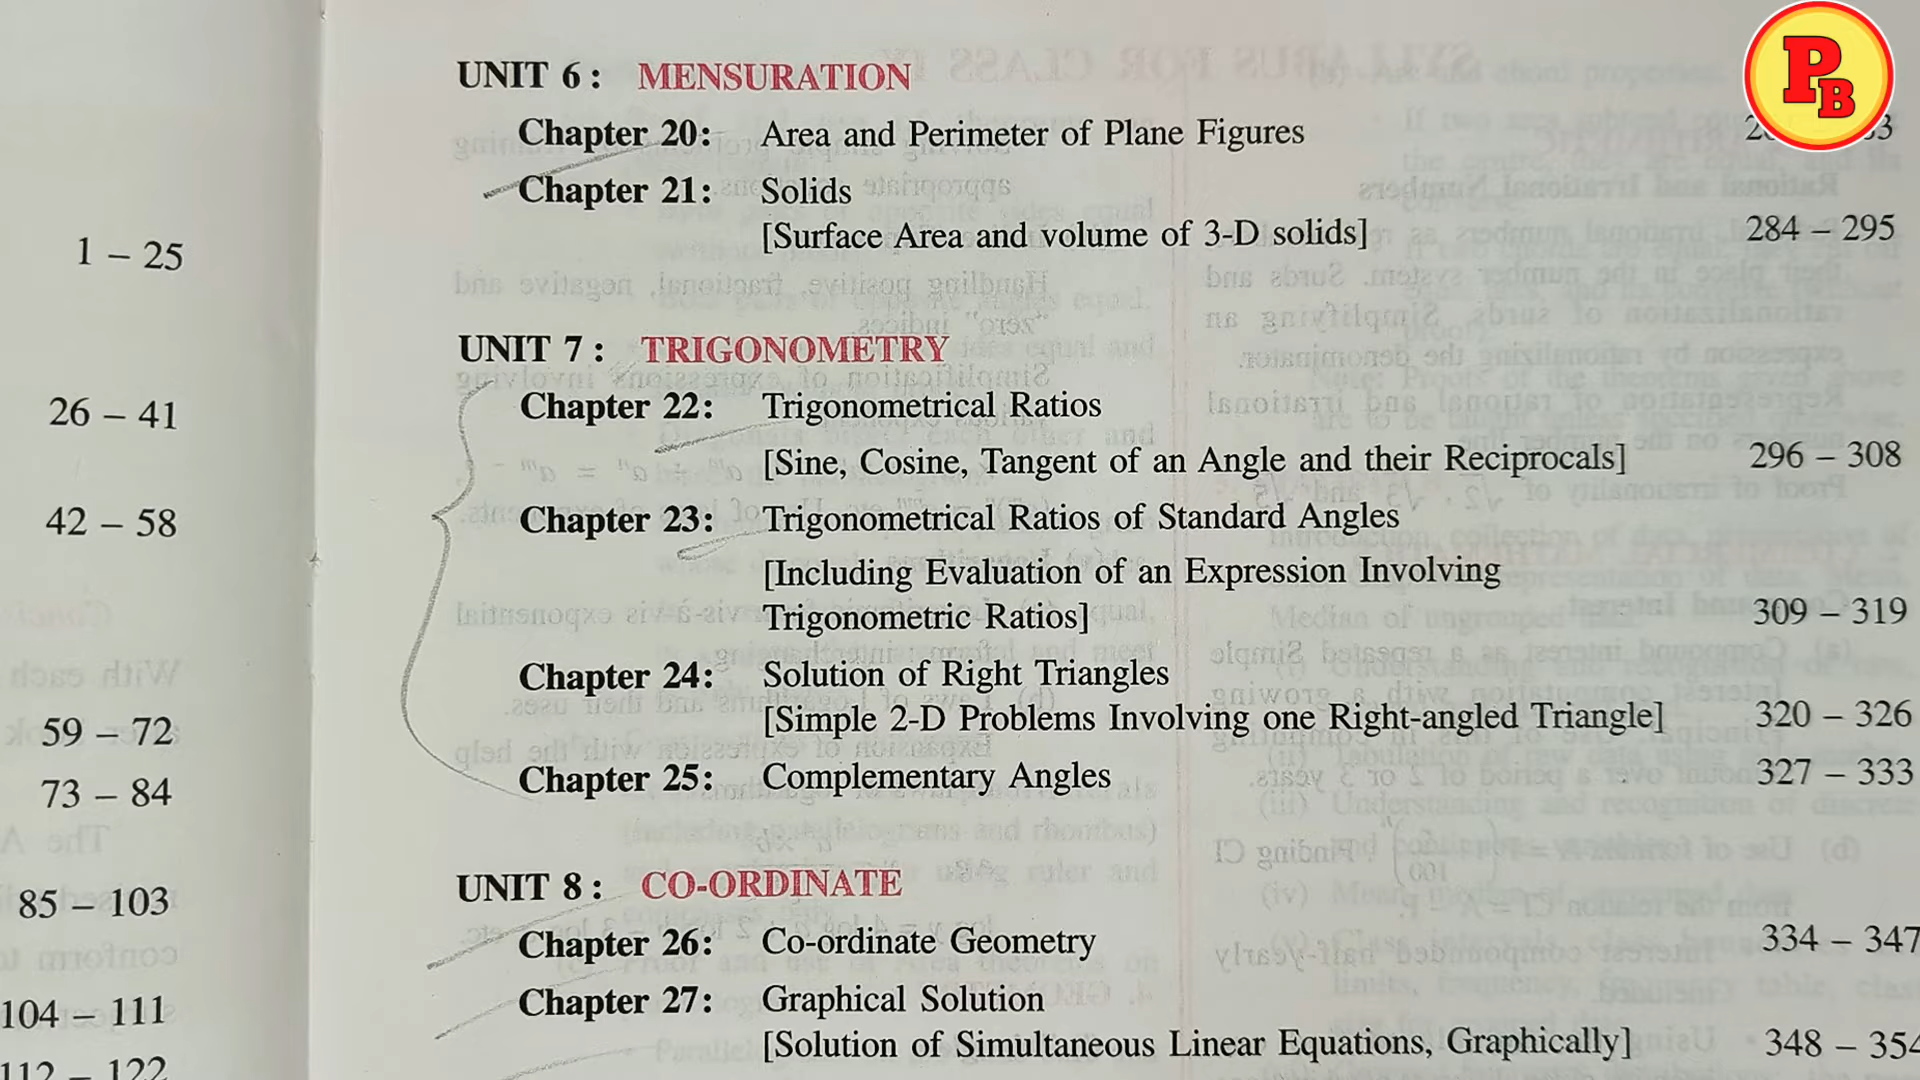 1 – 25
26 – 41
42 – 58
59 – 72
73 – 84
85 – 103
104 – 111
112 – 122
UNIT 6 : MENSURATION
Chapter 20: Area and Perimeter of Plane Figures
Chapter 21: Solids
[Surface Area and volume of 3-D solids] 284 – 295
UNIT 7 : TRIGONOMETRY
Chapter 22: Trigonometrical Ratios
[Sine, Cosine, Tangent of an Angle and their Reciprocals] 296 – 308
Chapter 23: Trigonometrical Ratios of Standard Angles
[Including Evaluation of an Expression Involving
Trigonometric Ratios] 309 – 319
Chapter 24: Solution of Right Triangles
[Simple 2-D Problems Involving one Right-angled Triangle] 320 – 326
Chapter 25: Complementary Angles 327 – 333
UNIT 8 : CO-ORDINATE
Chapter 26: Co-ordinate Geometry 334 – 347
Chapter 27: Graphical Solution
[Solution of Simultaneous Linear Equations, Graphically] 348 – 354
PB